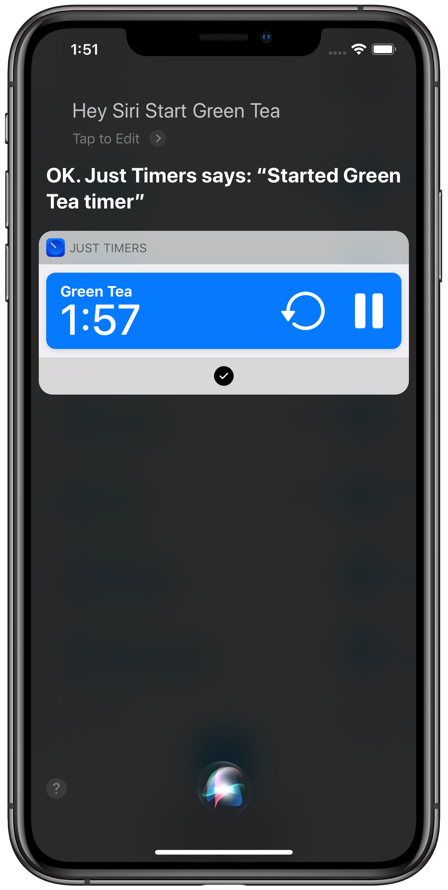 1:51
Hey Siri Start Green Tea
Tap to Edit
OK. Just Timers says: “Started Green
Tea timer”
JUST TIMERS
Green Tea
1:57
?